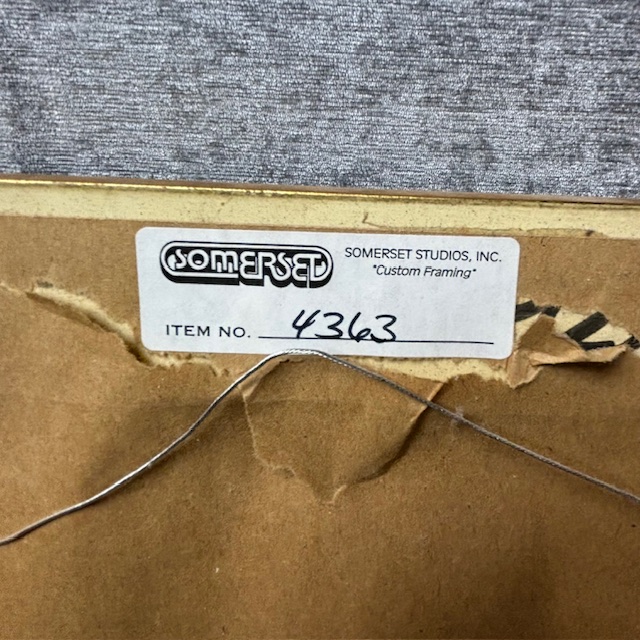 SOMERSET
SOMERSET STUDIOS, INC.
"Custom Framing"
ITEM NO. 4363